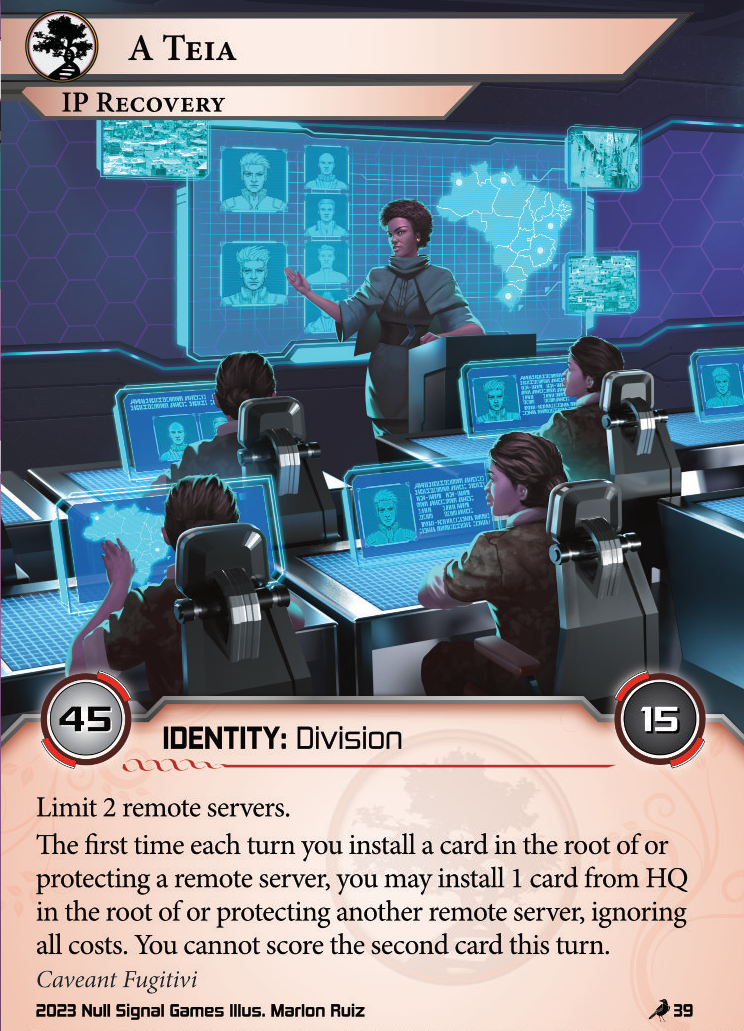 A Teia
IP Recovery
45
IDENTITY: Division
15
Limit 2 remote servers.
The first time each turn you install a card in the root of or
protecting a remote server, you may install 1 card from HQ
in the root of or protecting another remote server, ignoring
all costs. You cannot score the second card this turn.
Caveant Fugitivi
2023 Null Signal Games Illus. Marlon Ruiz
39